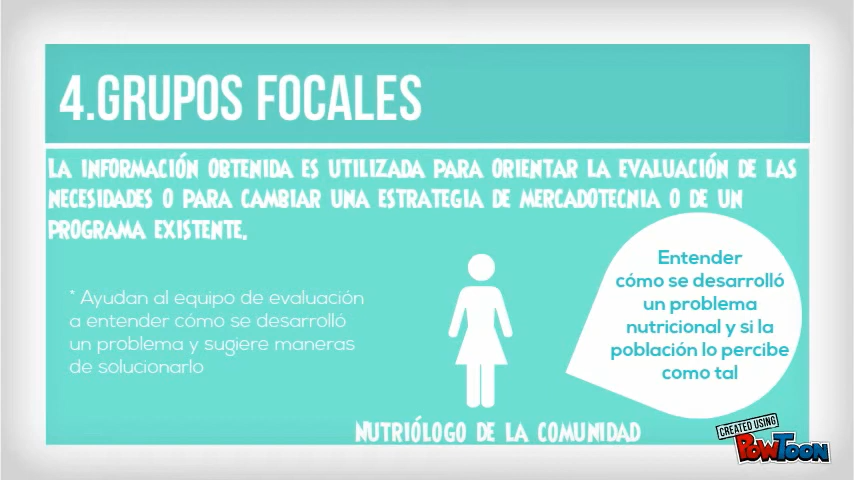 4.GRUPOS FOCALES
LA INFORMACIÓN OBTENIDA ES UTILIZADA PARA ORIENTAR LA EVALUACIÓN DE LAS
NECESIDADES O PARA CAMBIAR UNA ESTRATEGIA DE MERCADOTECNIA O DE UN
PROGRAMA EXISTENTE.
* Ayudan al equipo de evaluación
a entender cómo se desarrolló
un problema y sugiere maneras
de solucionarlo
Entender
cómo se desarrolló
un problema
nutricional y si la
población lo percibe
como tal
NUTRIÓLOGO DE LA COMUNIDAD
CREATED USING
POWTOON